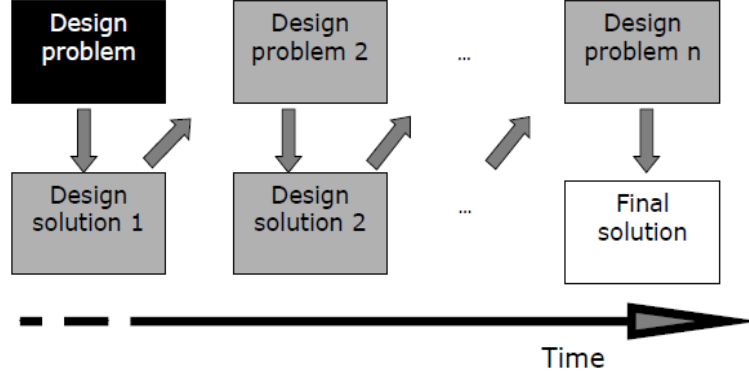 Design
problem
Design
problem 2
...
Design
problem n
Design
solution 1
Design
solution 2
...
Final
solution
Time